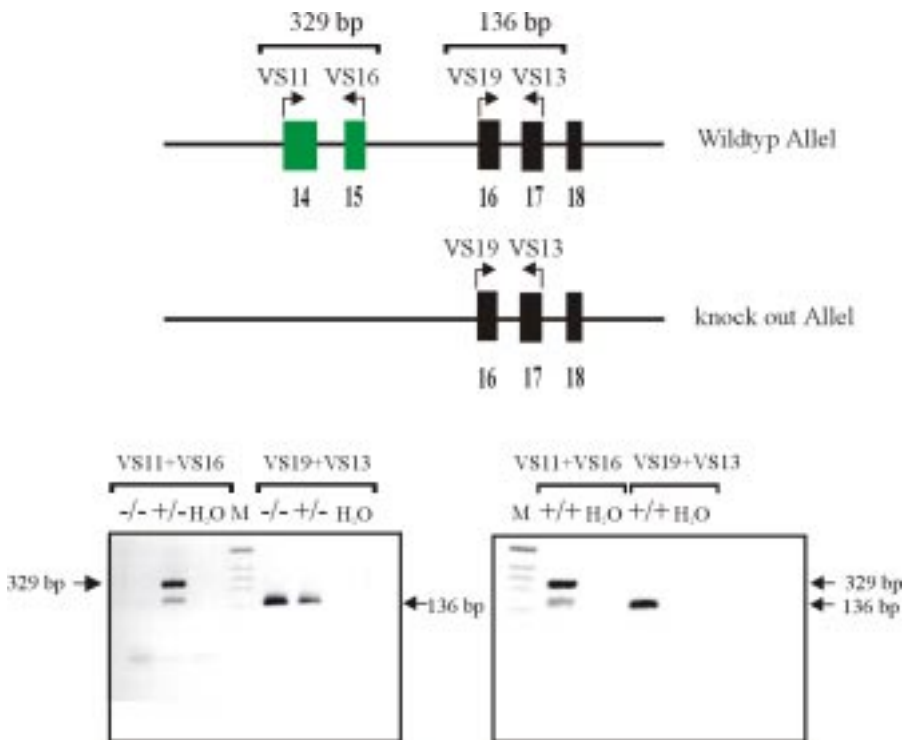 329 bp 136 bp
VS11 VS16 VS19 VS13
Wildtyp Allel
14 15 16 17 18
VS19 VS13
knock out Allel
16 17 18
VS11+VS16 VS19+VS13
-/- +/- H₂O M -/- +/- H₂O
329 bp
136 bp
VS11+VS16 VS19+VS13
M +/+ H₂O +/+ H₂O
329 bp
136 bp